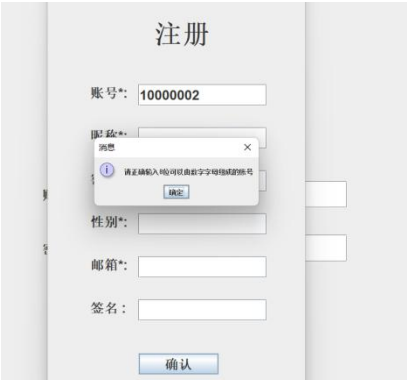 注册
账号*: 10000002
昵称*:
消息
请正确输入8位可以由数字字母组成的账号
确定
性别*:
邮箱*:
签名：
确认